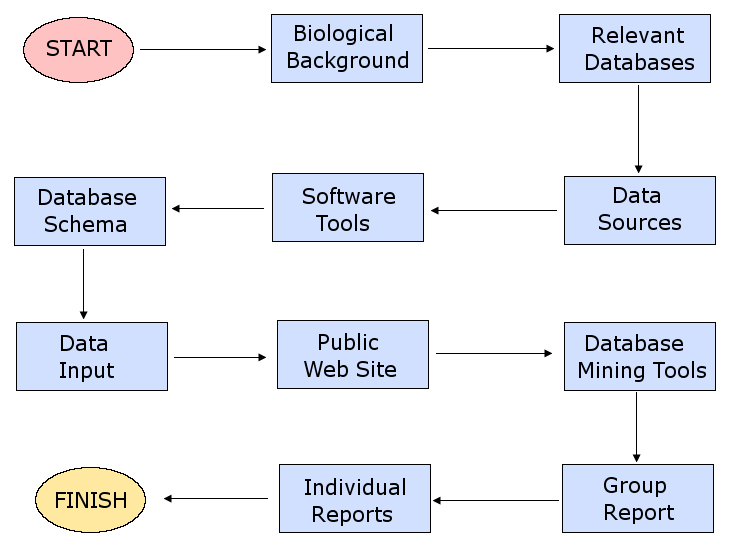 START
Biological
Background
Relevant
Databases
Database
Schema
Software
Tools
Data
Sources
Data
Input
Public
Web Site
Database
Mining Tools
FINISH
Individual
Reports
Group
Report